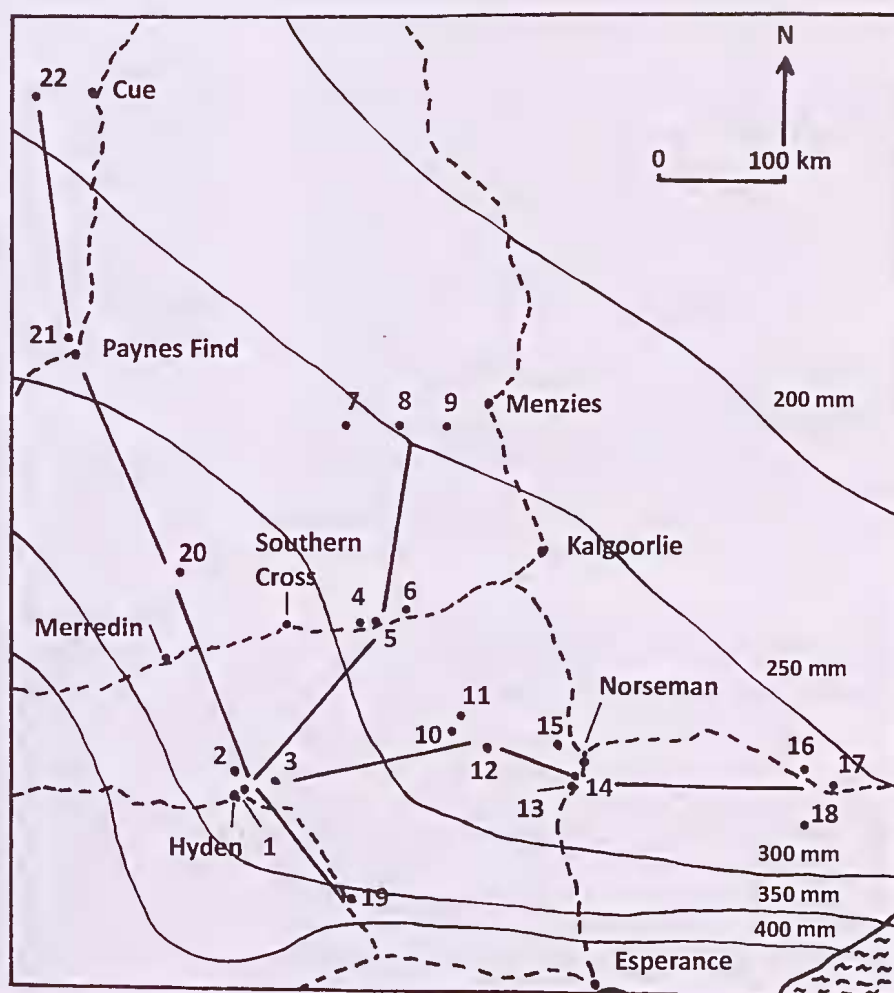 22
Cue
N
0 100 km
21
Paynes Find
7 8 9
Menzies
200 mm
20
Southern
Cross
Kalgoorlie
4 6
5
Merredin
250 mm
11
Norseman
10
15
12
16
2 3
17
13 14
18
Hyden 1
300 mm
19
350 mm
400 mm
Esperance